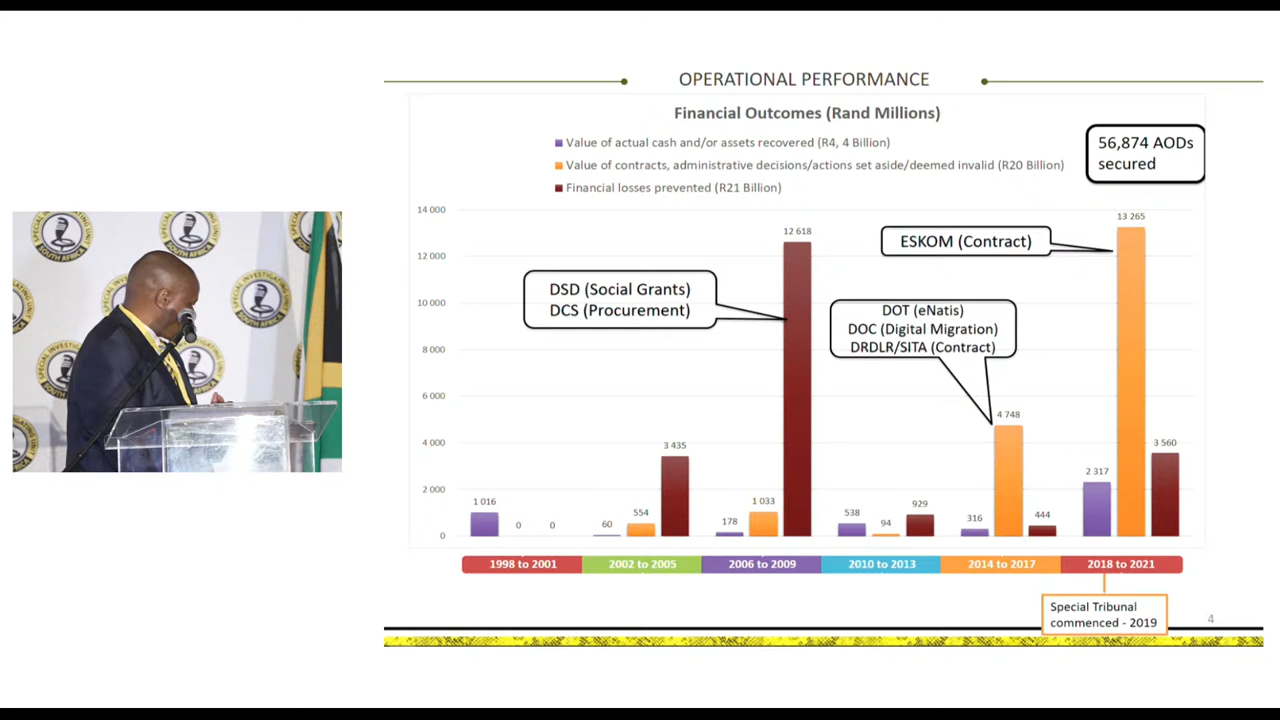 OPERATIONAL PERFORMANCE
Financial Outcomes (Rand Millions)
Value of actual cash and/or assets recovered (R4, 4 Billion)
Value of contracts, administrative decisions/actions set aside/deemed invalid (R20 Billion)
Financial losses prevented (R21 Billion)
56,874 AODs
secured
14 000
12 000
10 000
8 000
6 000
4 000
2 000
0
1 016
0
0
60
554
3 435
178
1 033
12 618
538
94
929
316
4 748
444
2 317
13 265
3 560
DSD (Social Grants)
DCS (Procurement)
ESKOM (Contract)
DOT (eNatis)
DOC (Digital Migration)
DRDLR/SITA (Contract)
1998 to 2001
2002 to 2005
2006 to 2009
2010 to 2013
2014 to 2017
2018 to 2021
Special Tribunal
commenced - 2019
4
SPECIAL INVESTIGATING UNIT
SOUTH AFRICA